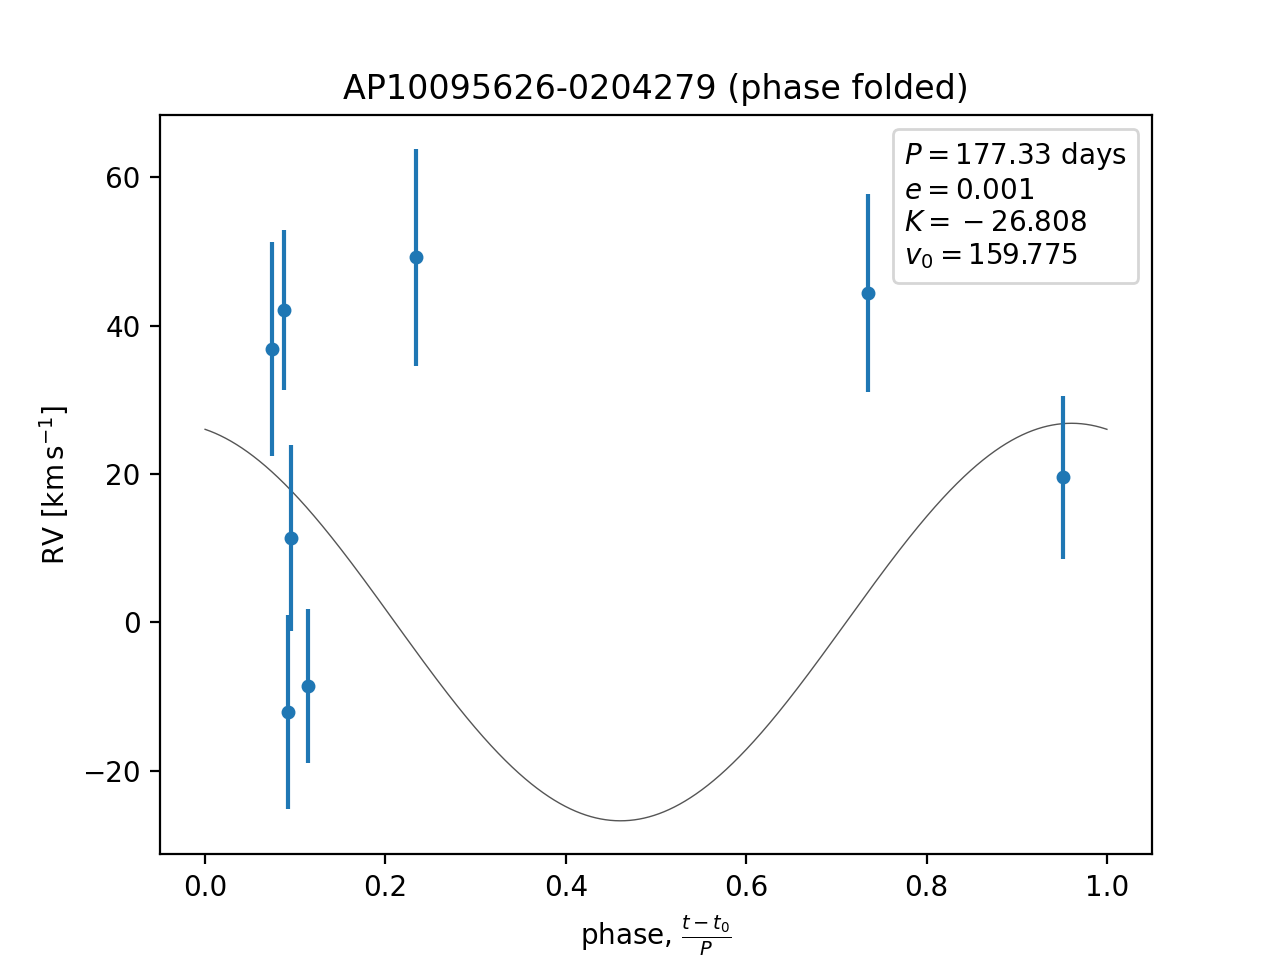 AP10095626-0204279 (phase folded)
P = 177.33 days
e = 0.001
K = − 26.808
v₀ = 159.775
60
40
20
0
−20
RV [km s⁻¹]
0.0 0.2 0.4 0.6 0.8 1.0
phase, (t − t₀)/P